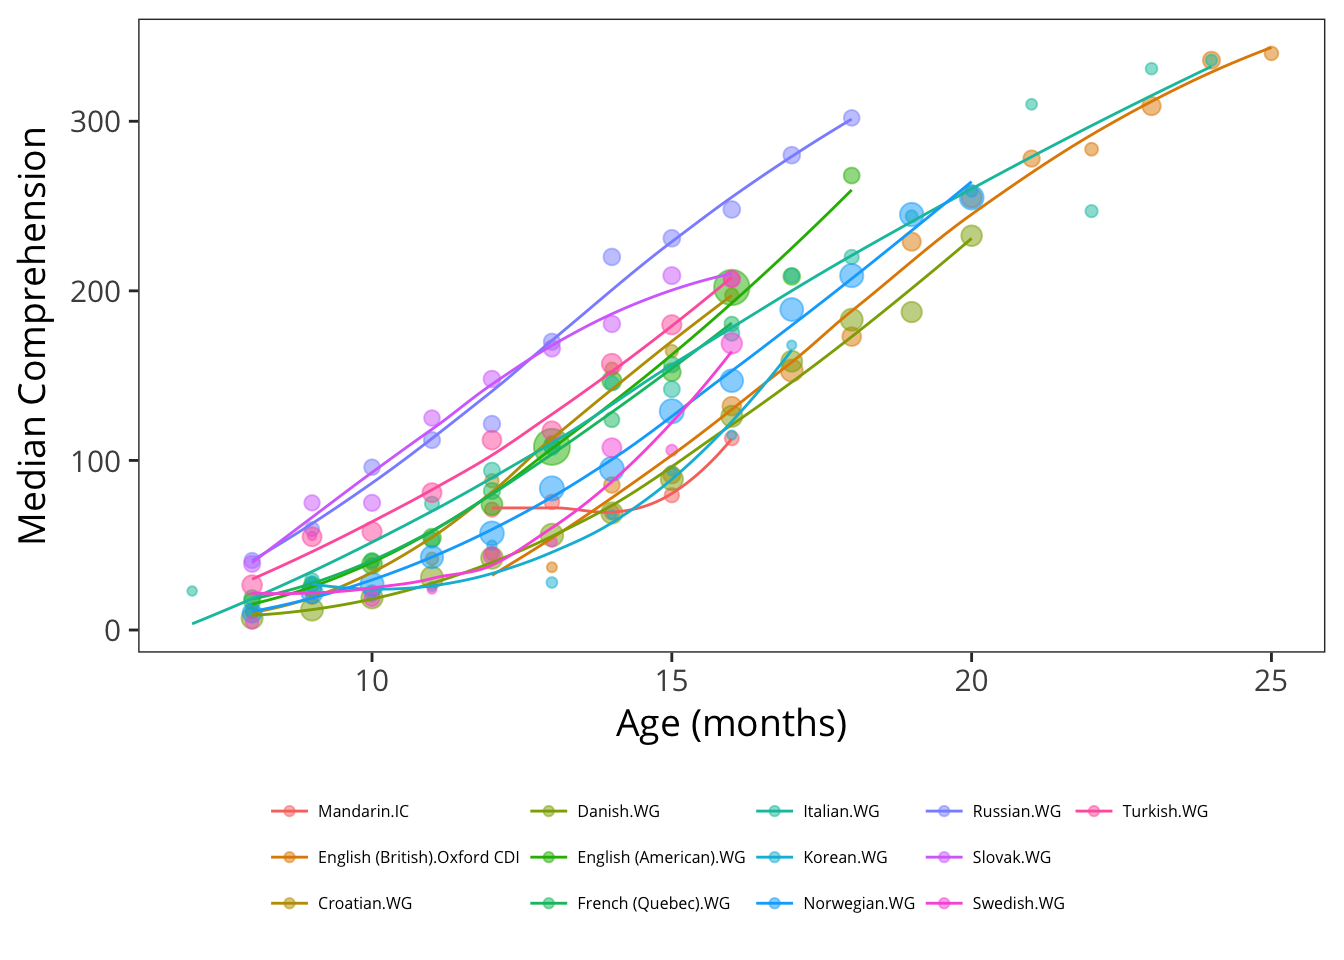 Median Comprehension
300
200
100
0
10 15 20 25
Age (months)
Mandarin.IC Danish.WG Italian.WG Russian.WG Turkish.WG
English (British).Oxford CDI English (American).WG Korean.WG Slovak.WG
Croatian.WG French (Quebec).WG Norwegian.WG Swedish.WG